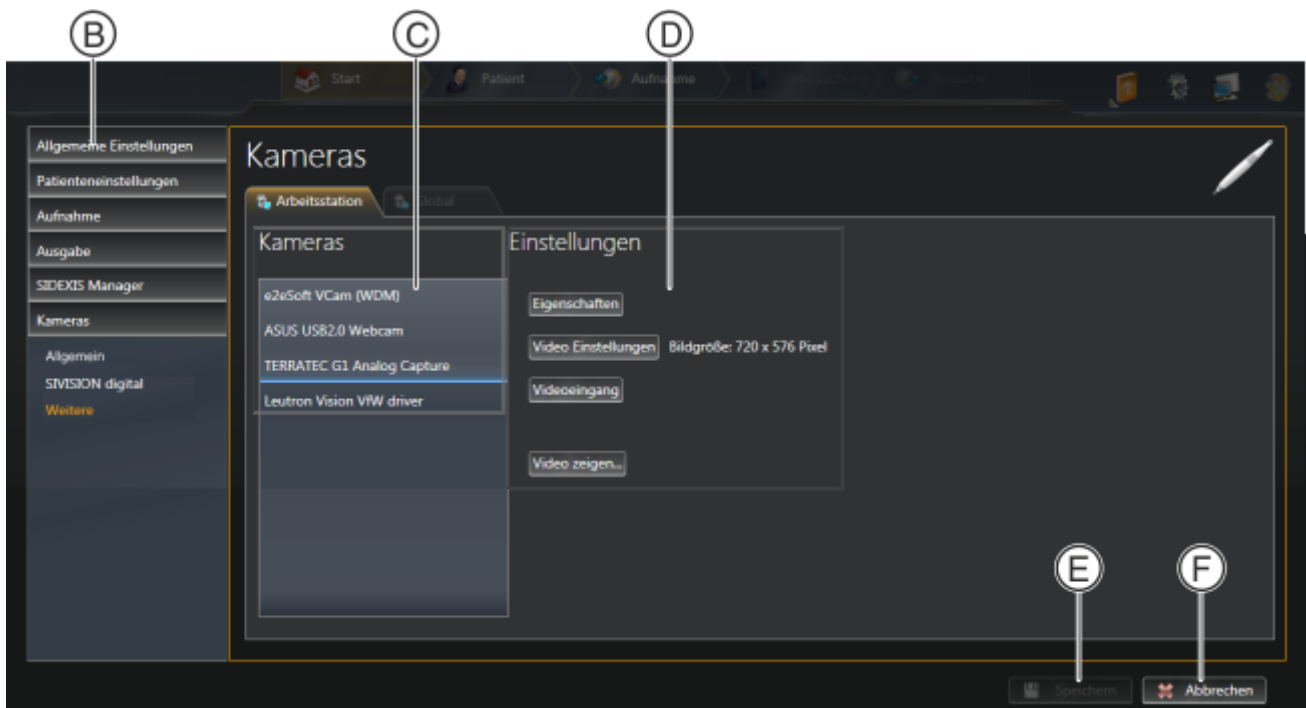 B
C
D
Start
Patient
Aufnahme
Allgemeine Einstellungen
Patienteneinstellungen
Aufnahme
Ausgabe
SIDEXIS Manager
Kameras
Allgemein
SIVISION digital
Weitere
Kameras
Arbeitsstation
Global
Kameras
e2eSoft VCam (WDM)
ASUS USB2.0 Webcam
TERRATEC G1 Analog Capture
Leutron Vision VfW driver
Einstellungen
Eigenschaften
Video Einstellungen Bildgröße: 720 x 576 Pixel
Videoeingang
Video zeigen...
E
F
Speichern
Abbrechen